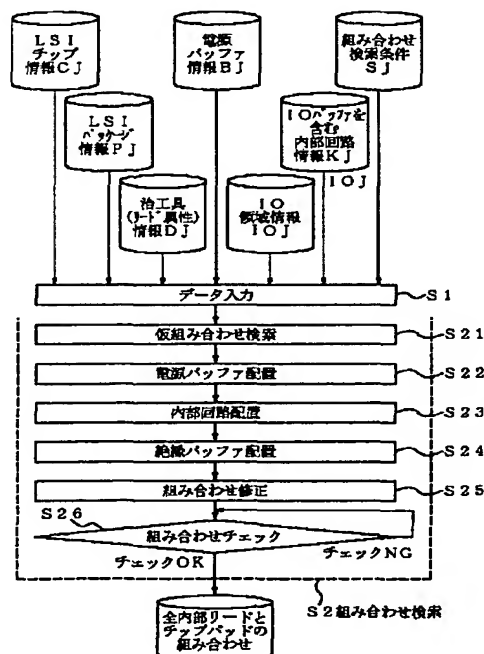 LSI
チップ
情報CJ
電源
バッファ
情報BJ
組み合わせ
検索条件
SJ
LSI
パッケージ
情報PJ
IOバッファを
含む
内部回路
情報KJ
IOJ
治工具
(リード属性)
情報DJ
IO
領域情報
IOJ
データ入力
S1
仮組み合わせ検索
S21
電源バッファ配置
S22
内部回路配置
S23
絶縁バッファ配置
S24
組み合わせ修正
S25
S26
組み合わせチェック
チェックOK
チェックNG
S2組み合わせ検索
全内部リードと
チップパッドの
組み合わせ